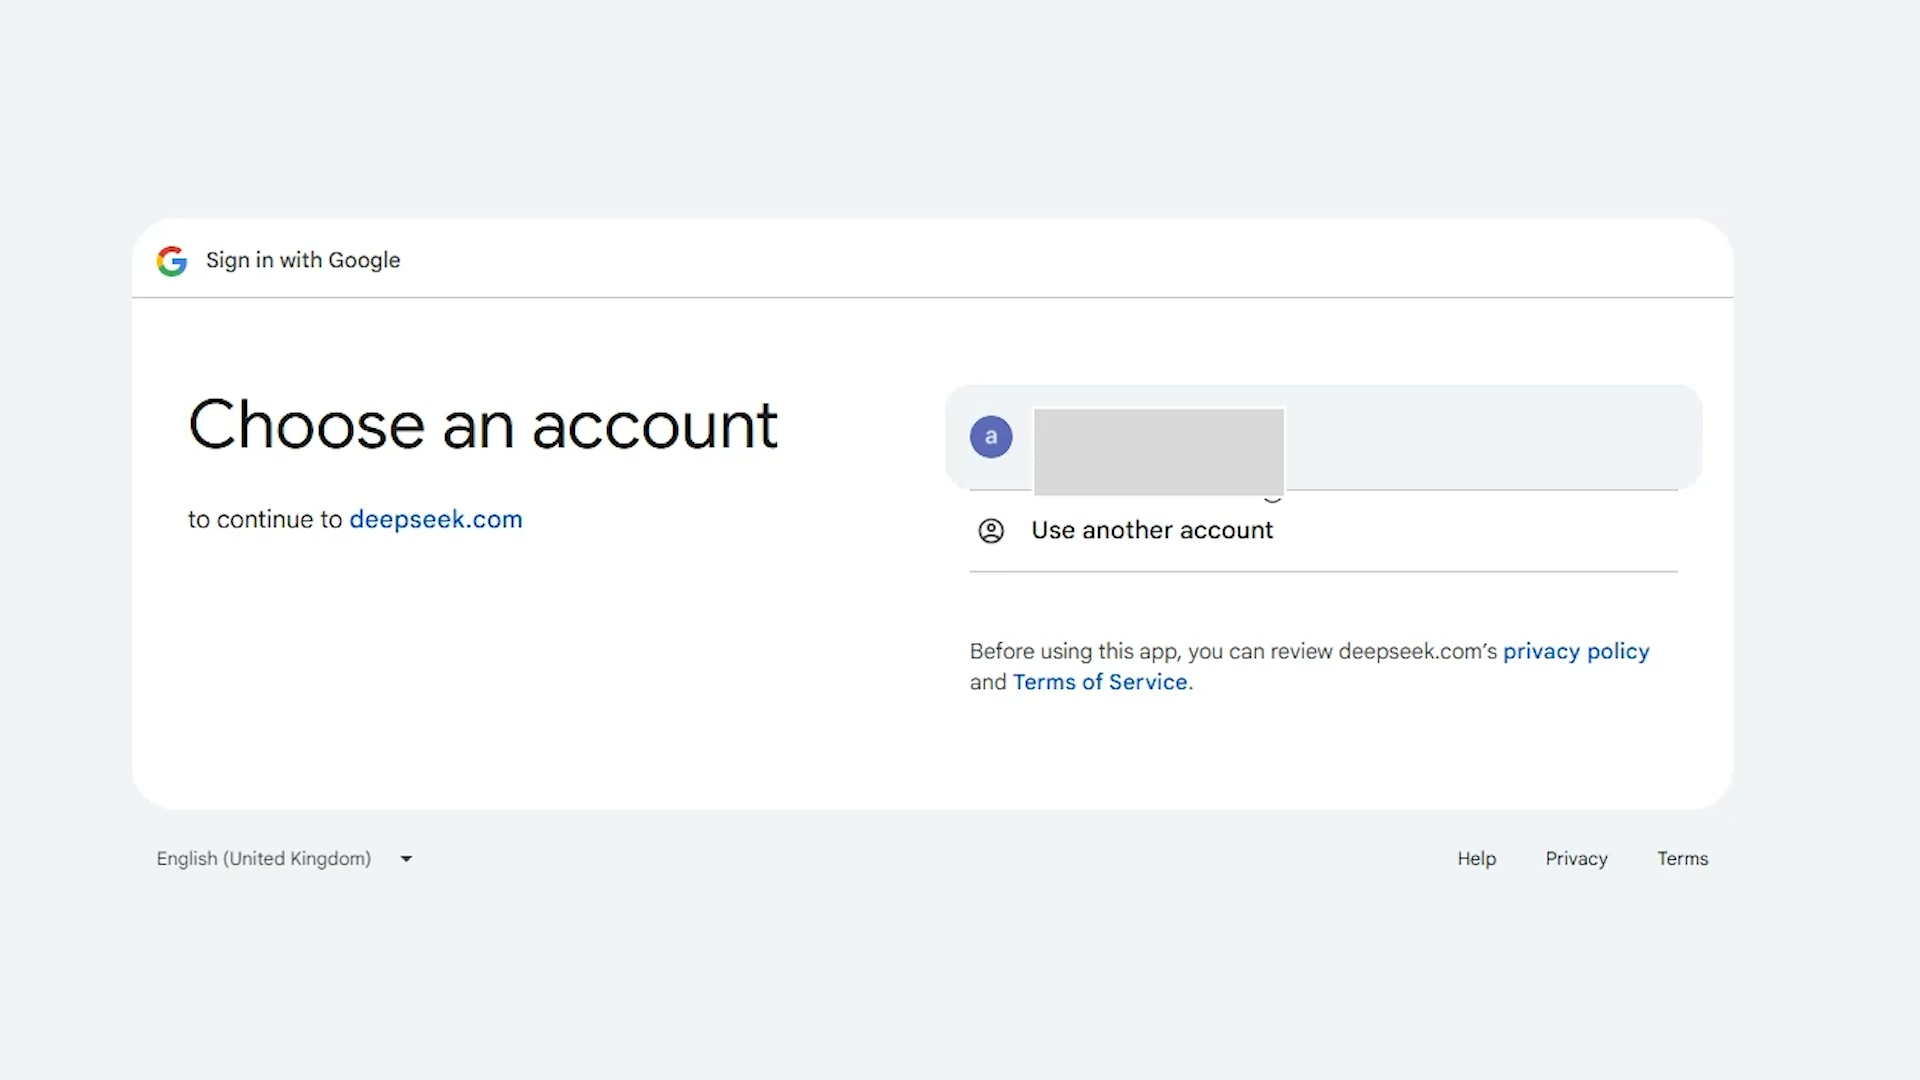 Sign in with Google
Choose an account
to continue to deepseek.com
a
Use another account
Before using this app, you can review deepseek.com’s privacy policy
and Terms of Service.
English (United Kingdom)
Help
Privacy
Terms